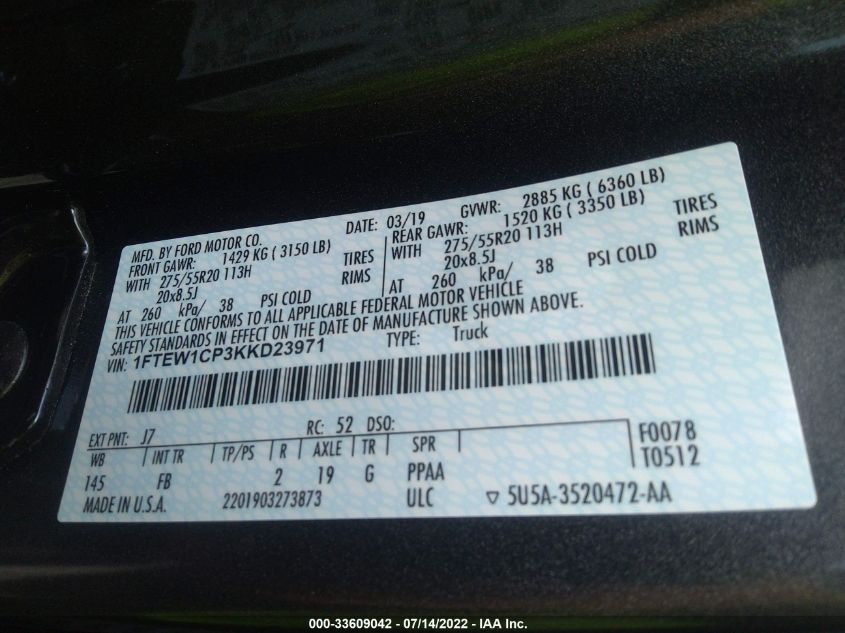 MFD. BY FORD MOTOR CO. DATE: 03/19 GVWR: 2885 KG ( 6360 LB)
FRONT GAWR: 1429 KG ( 3150 LB) REAR GAWR: 1520 KG ( 3350 LB)
WITH 275/55R20 113H TIRES WITH 275/55R20 113H TIRES
20x8.5J RIMS 20x8.5J RIMS
AT 260 kPa/ 38 PSI COLD AT 260 kPa/ 38 PSI COLD
THIS VEHICLE CONFORMS TO ALL APPLICABLE FEDERAL MOTOR VEHICLE
SAFETY STANDARDS IN EFFECT ON THE DATE OF MANUFACTURE SHOWN ABOVE.
VIN: 1FTEW1CP3KKD23971 TYPE: Truck
EXT PNT: J7 RC: 52 DSO:
WB INT TR TP/PS R AXLE TR SPR F0078
145 FB 2 19 G PPAA T0512
MADE IN U.S.A. 2201903273873 ULC ▽ 5U5A-3520472-AA
000-33609042 - 07/14/2022 - IAA Inc.